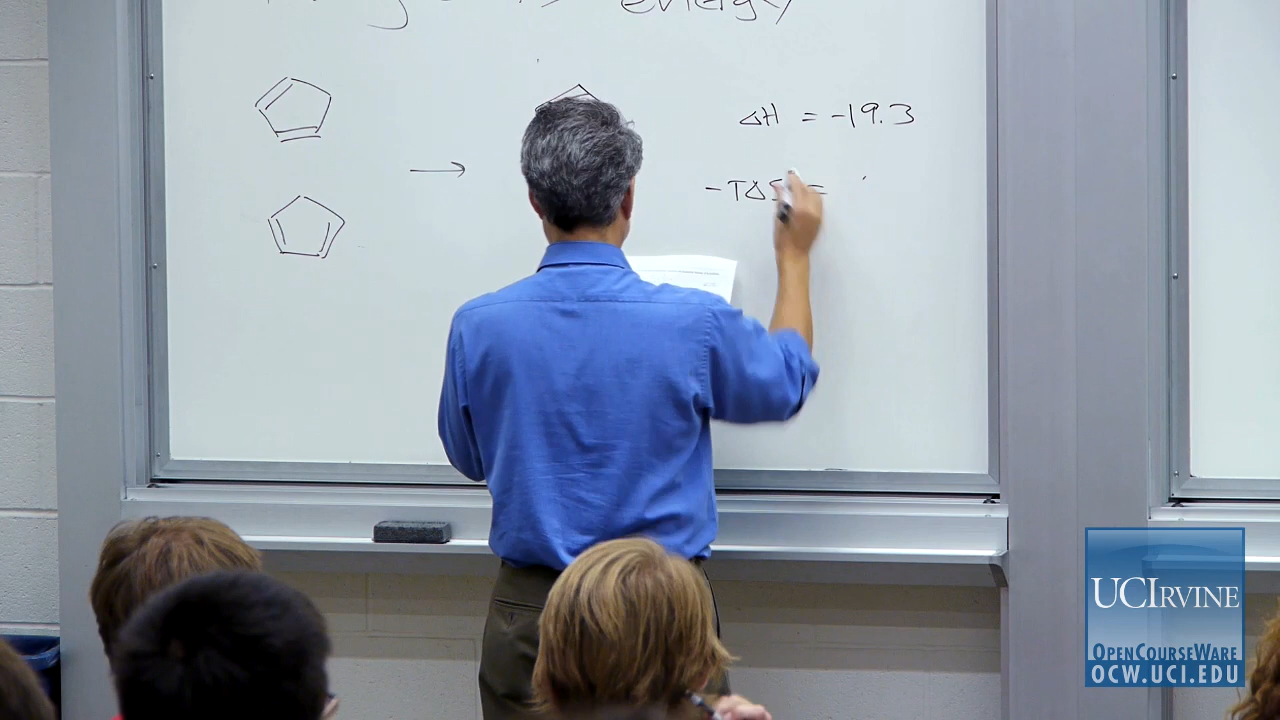 energy
→
ΔH = -19.3
-TΔS =
UCIRVINE
OPENCOURSEWARE
OCW.UCI.EDU